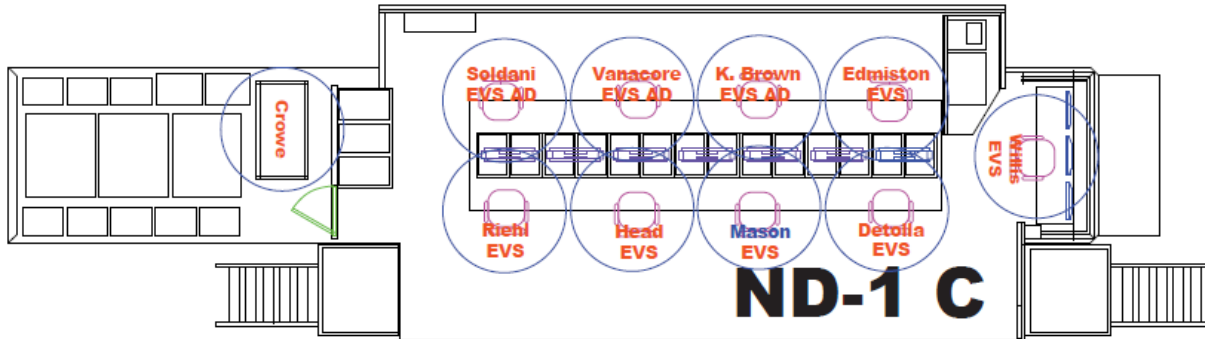 Soldani
EVS AD
Vanacore
EVS AD
K. Brown
EVS AD
Edmiston
EVS
Crowe
Willis
EVS
Riehl
EVS
Head
EVS
Mason
EVS
Detolla
EVS
ND-1 C